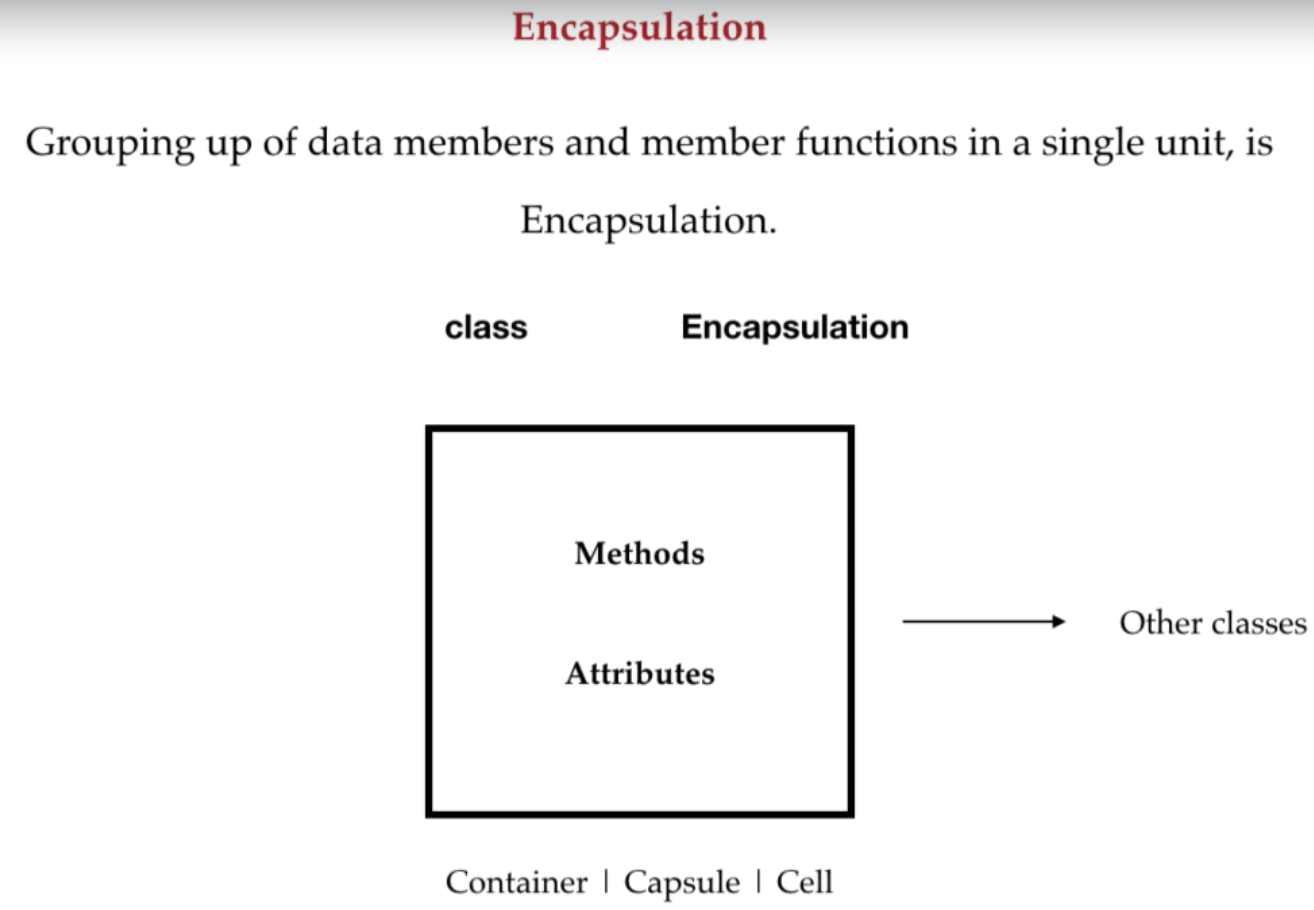 Encapsulation
Grouping up of data members and member functions in a single unit, is
Encapsulation.
class Encapsulation
Methods
Attributes
Other classes
Container | Capsule | Cell